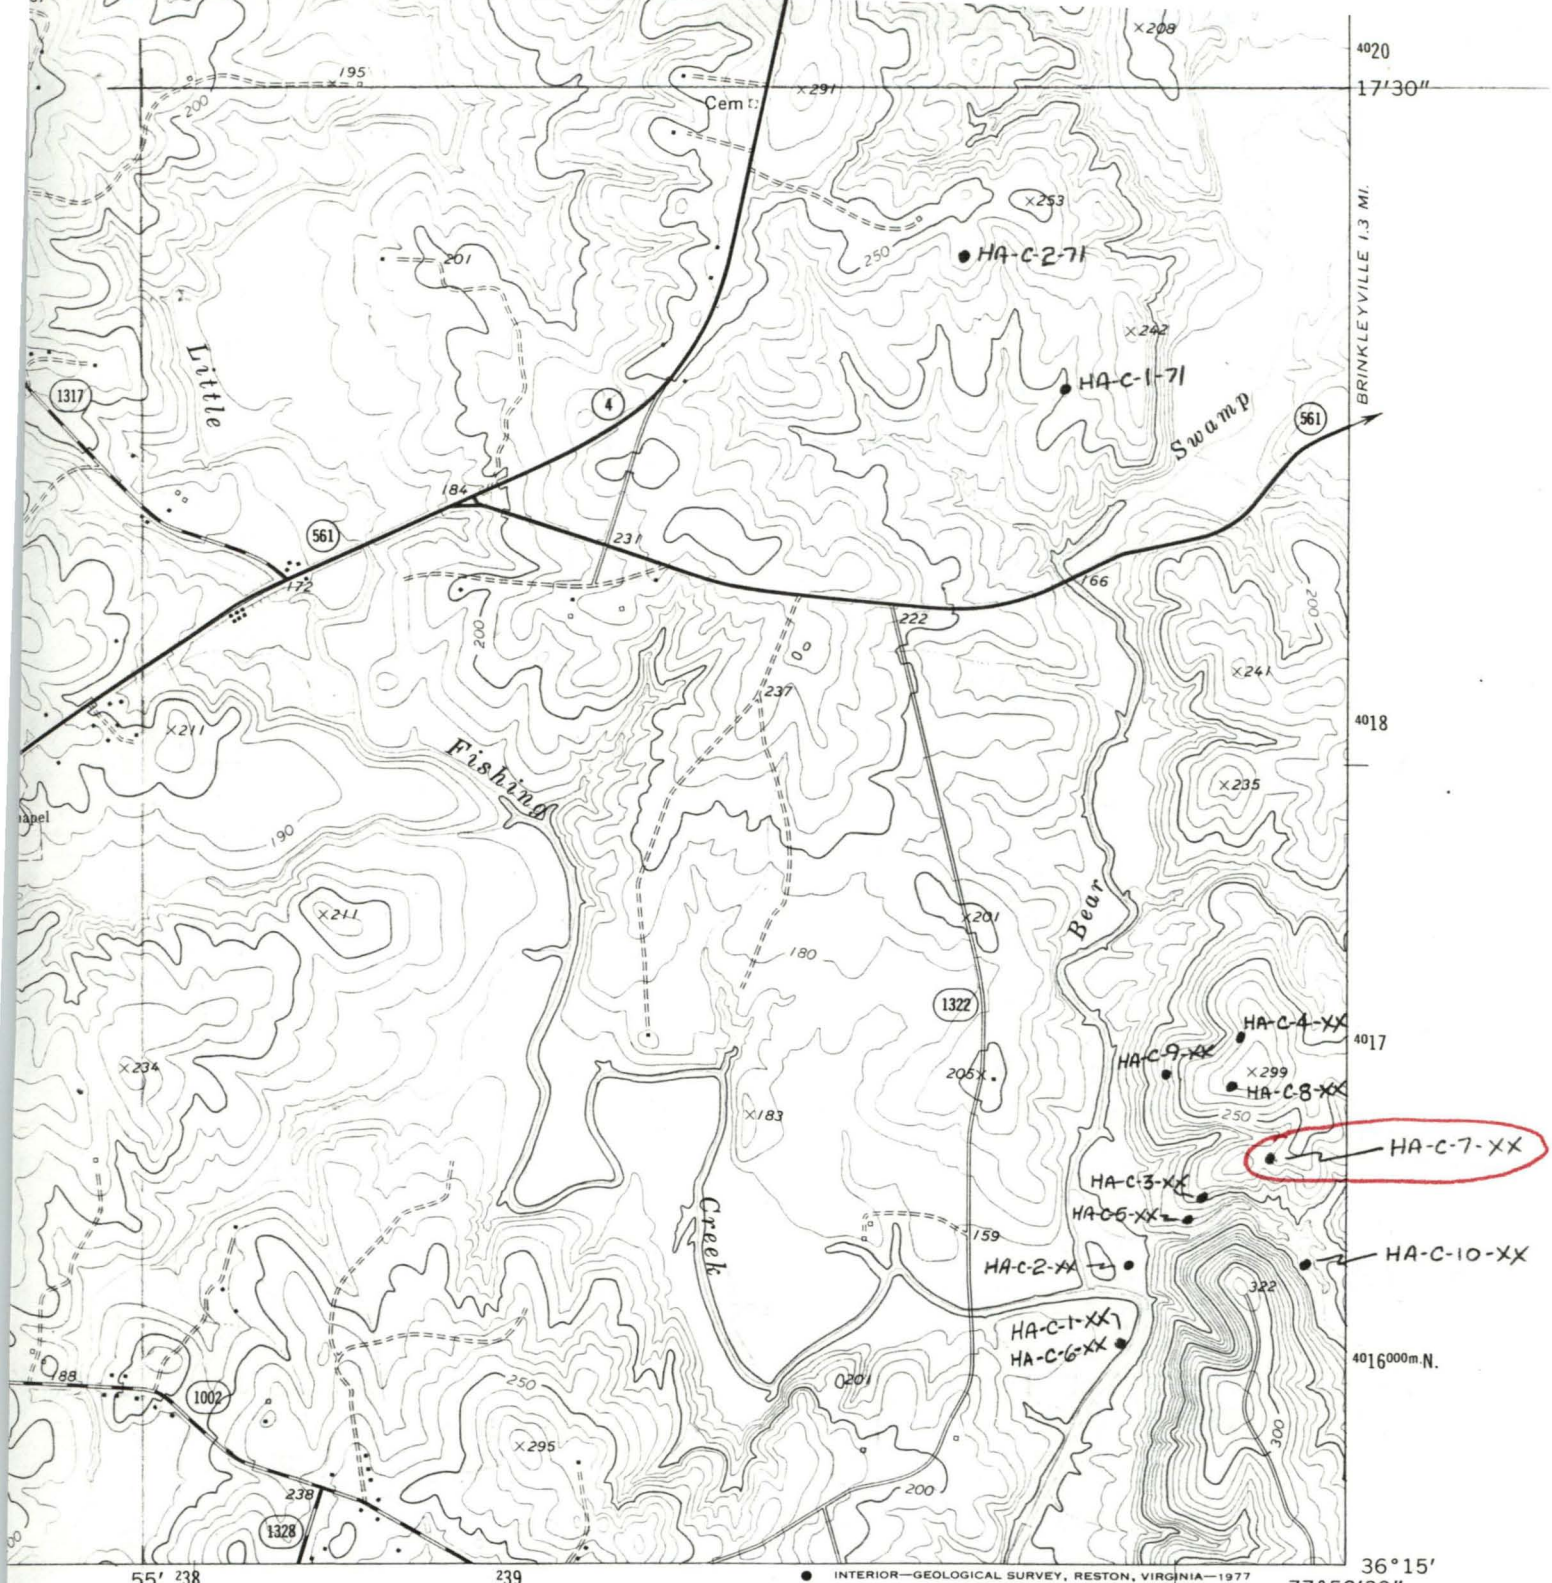 ×208
4020
195
×291
17'30"
Cem
200
BRINKLEYVILLE 1.3 MI.
×253
201
250
HA-C-2-71
×242
Little
HA-C-1-71
1317
4
Swamp
561
184
561
231
172
166
200
200
222
×241
237
×211
4018
Fishing
×235
apel
190
×211
Bear
×201
180
1322
HA-C-4-XX
4017
HA-C-9-XX
×234
205×
×299
HA-C-8-XX
×183
250
HA-C-7-XX
HA-C-3-XX
HA-C-5-XX
Creek
159
HA-C-2-XX
HA-C-10-XX
322
HA-C-1-XX
HA-C-6-XX
4016000m.N.
188
201
1002
250
×295
300
238
200
1328
36°15'
55' 238
239
INTERIOR—GEOLOGICAL SURVEY, RESTON, VIRGINIA—1977